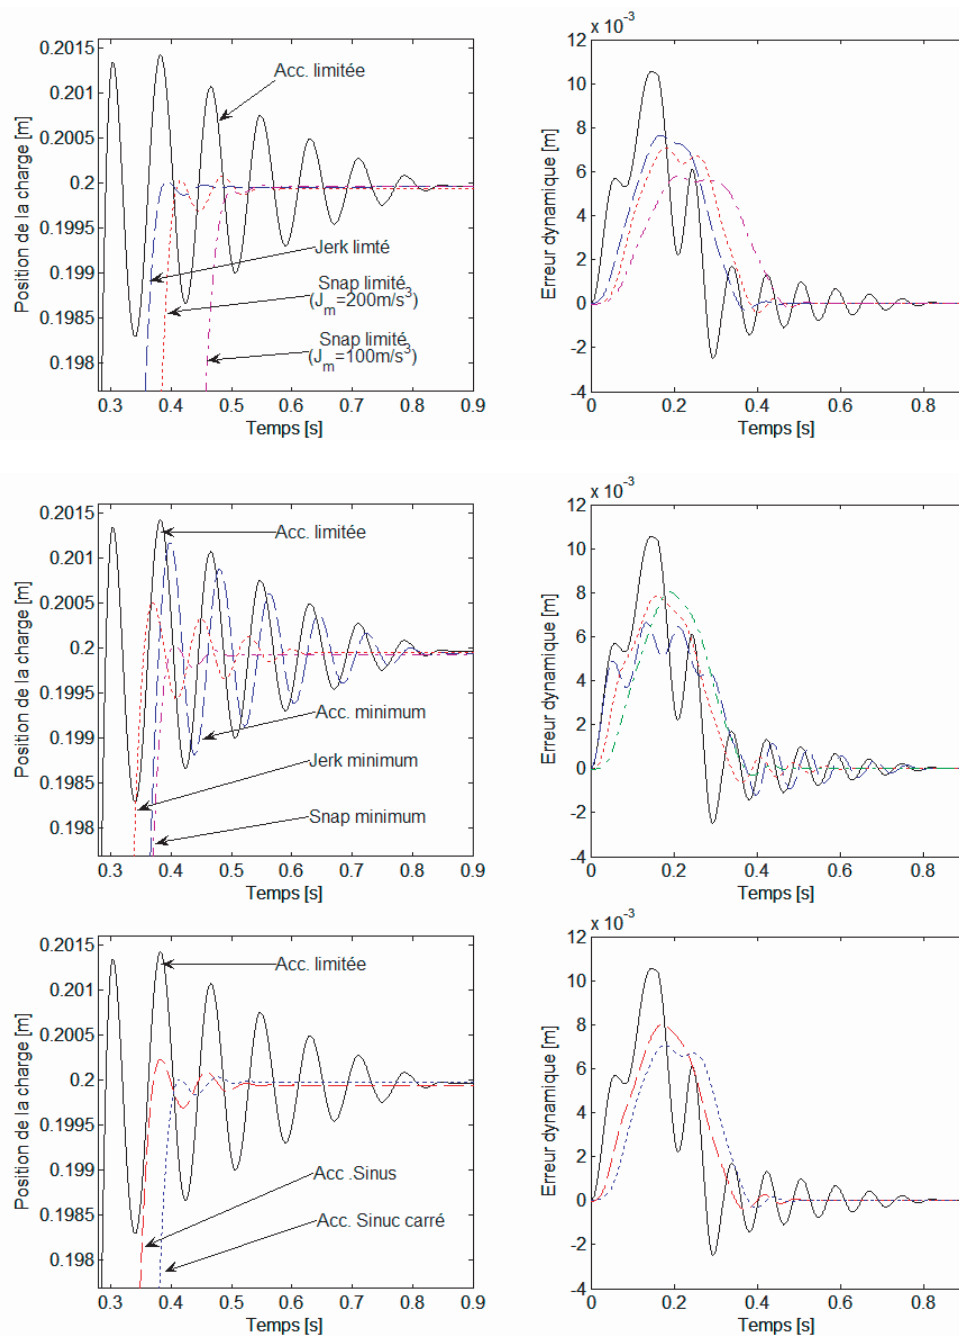 0.2015
0.201
0.2005
0.2
0.1995
0.199
0.1985
0.198
Position de la charge [m]
Acc. limitée
Jerk limté
Snap limité
(J_m=200m/s³)
Snap limité
(J_m=100m/s³)
0.3 0.4 0.5 0.6 0.7 0.8 0.9
Temps [s]
x 10⁻³
12
10
8
6
4
2
0
-2
-4
Erreur dynamique [m]
0 0.2 0.4 0.6 0.8
Temps [s]
0.2015
0.201
0.2005
0.2
0.1995
0.199
0.1985
0.198
Position de la charge [m]
Acc. limitée
Acc. minimum
Jerk minimum
Snap minimum
0.3 0.4 0.5 0.6 0.7 0.8 0.9
Temps [s]
x 10⁻³
12
10
8
6
4
2
0
-2
-4
Erreur dynamique [m]
0 0.2 0.4 0.6 0.8
Temps [s]
0.2015
0.201
0.2005
0.2
0.1995
0.199
0.1985
0.198
Position de la charge [m]
Acc. limitée
Acc .Sinus
Acc. Sinuc carré
0.3 0.4 0.5 0.6 0.7 0.8 0.9
Temps [s]
x 10⁻³
12
10
8
6
4
2
0
-2
-4
Erreur dynamique [m]
0 0.2 0.4 0.6 0.8
Temps [s]